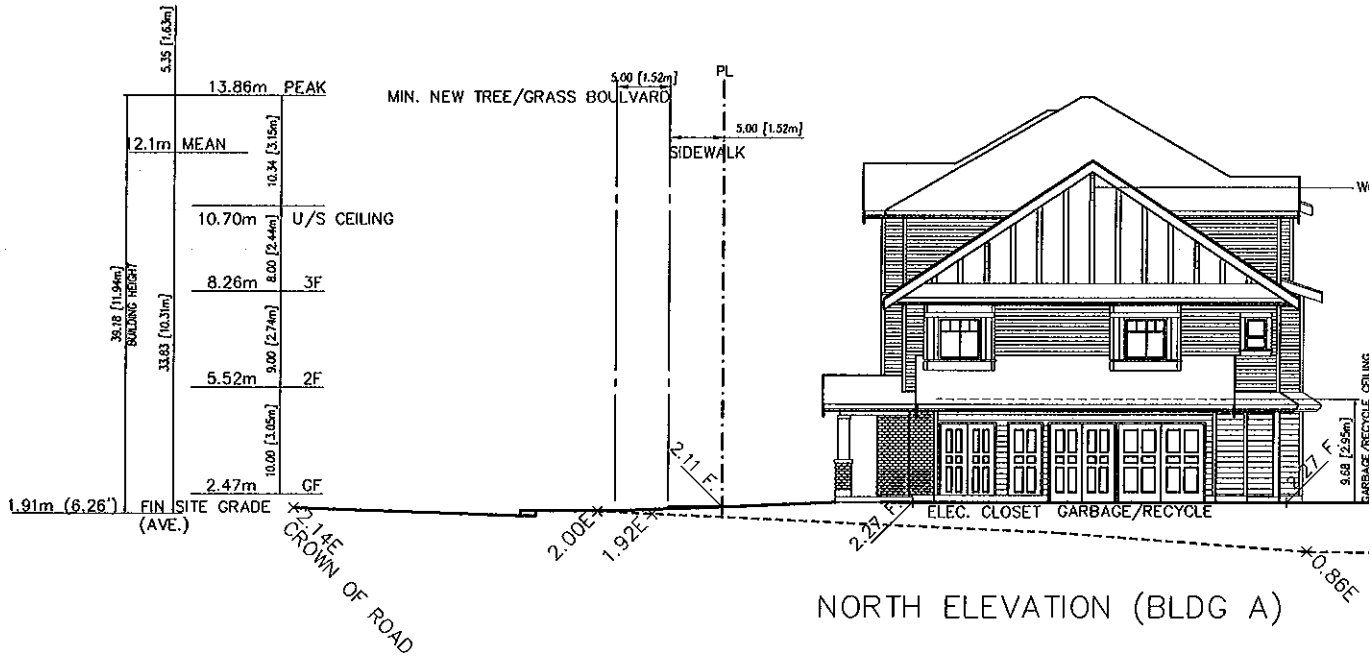 5.35 [1.63m]
13.86m PEAK
12.1m MEAN
10.34 [3.15m]
10.70m U/S CEILING
8.00 [2.44m]
8.26m 3F
9.00 [2.74m]
5.52m 2F
10.00 [3.05m]
2.47m GF
39.18 [11.94m]
BUILDING HEIGHT
33.83 [10.31m]
1.91m (6.26') FIN SITE GRADE
(AVE.)
MIN. NEW TREE/GRASS BOULVARD
5.00 [1.52m]
PL
5.00 [1.52m]
SIDEWALK
2.14E
CROWN OF ROAD
2.00E
1.92E
2.11 F.
2.27 F
ELEC. CLOSET GARBAGE/RECYCLE
2.27 F
9.68 [2.95m]
GARBAGE/RECYCLE CEILING
0.86E
NORTH ELEVATION (BLDG A)